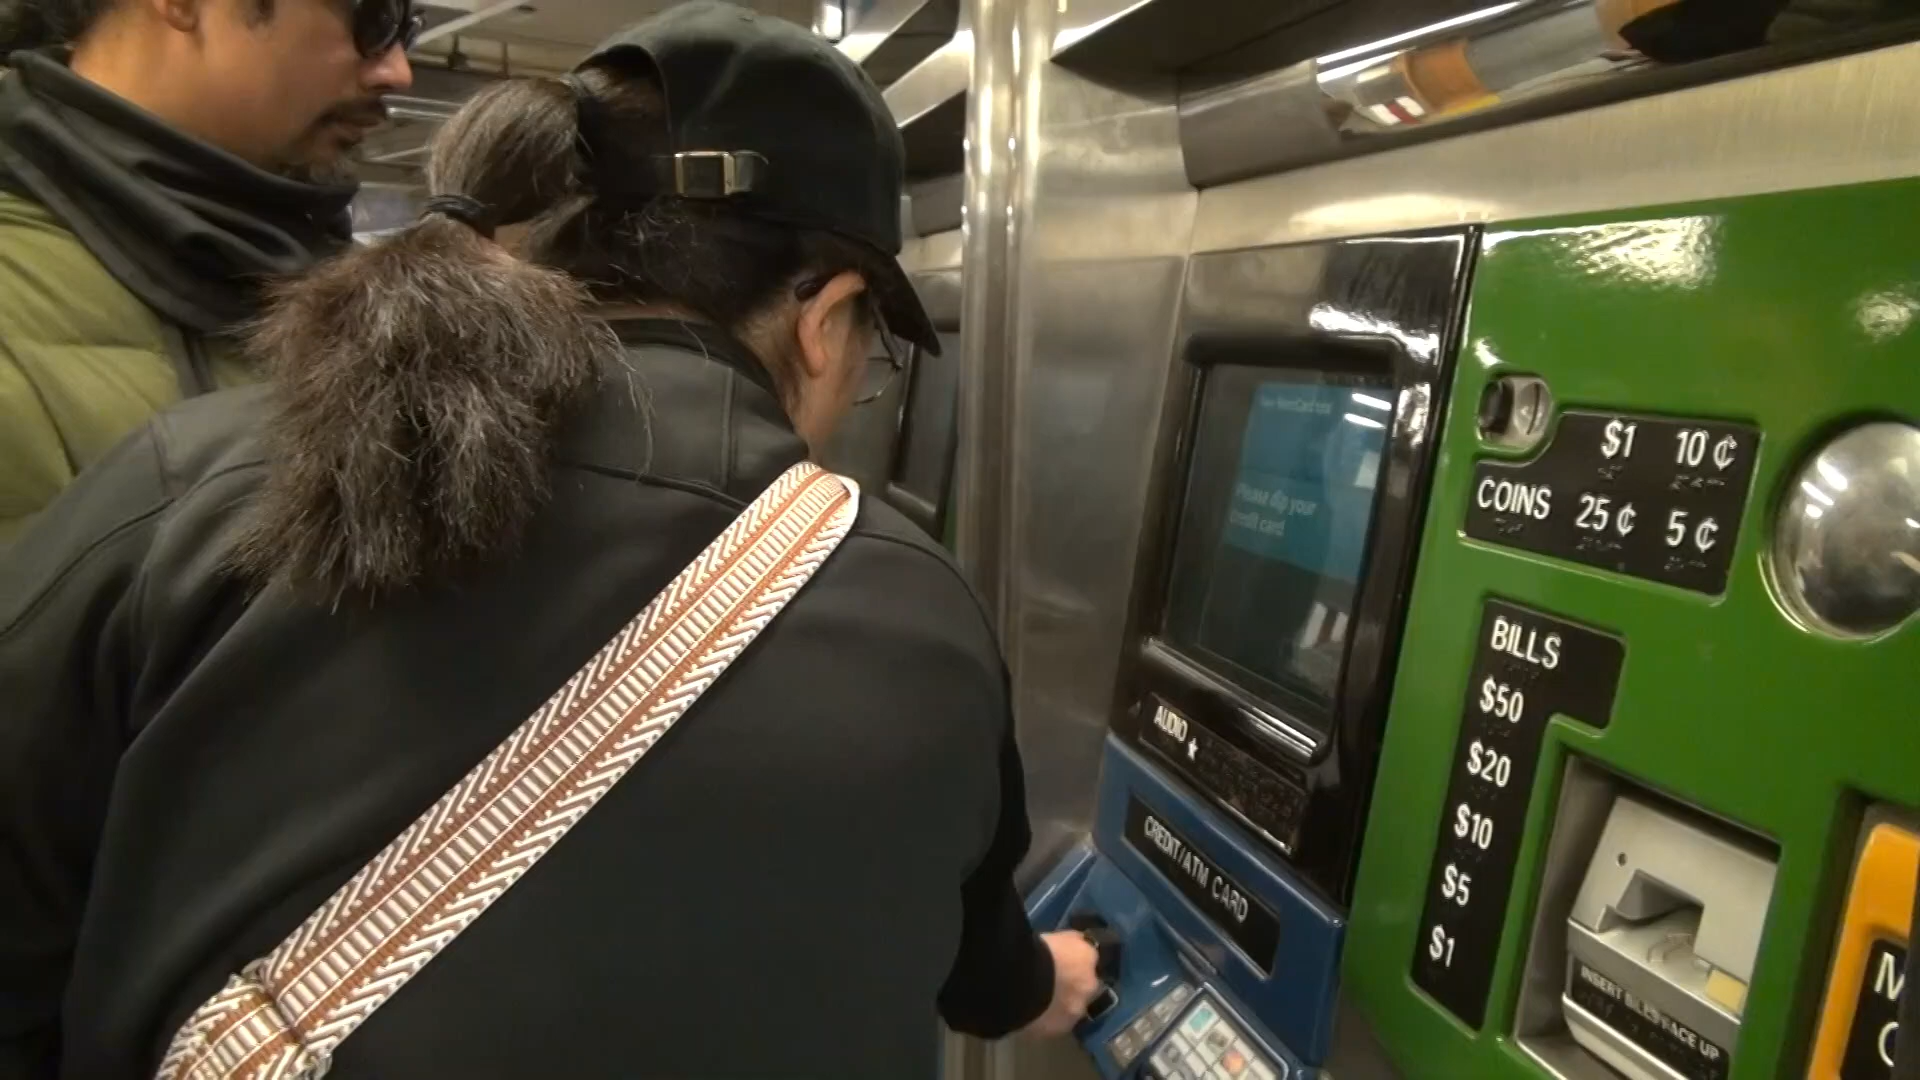 Please dip your
credit card
AUDIO ★
CREDIT/ATM CARD
$1 10¢
COINS 25¢ 5¢
BILLS
$50
$20
$10
$5
$1
INSERT BILLS FACE UP